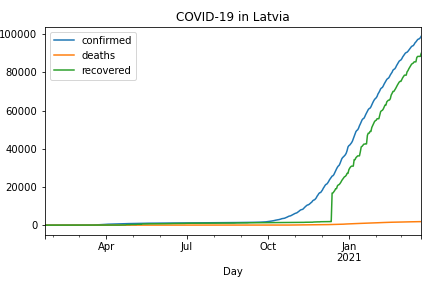 COVID-19 in Latvia
100000
80000
60000
40000
20000
0
confirmed
deaths
recovered
Apr
Jul
Oct
Jan
2021
Day